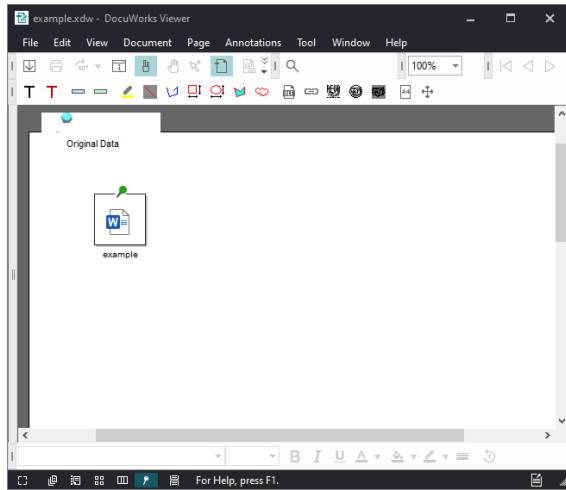 example.xdw - DocuWorks Viewer
File Edit View Document Page Annotations Tool Window Help
100%
T T
A4
Original Data
W
example
B I U A
For Help, press F1.